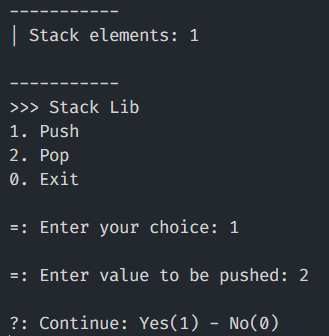 -----------
| Stack elements: 1
-----------
>>> Stack Lib
1. Push
2. Pop
0. Exit
=: Enter your choice: 1
=: Enter value to be pushed: 2
?: Continue: Yes(1) - No(0)